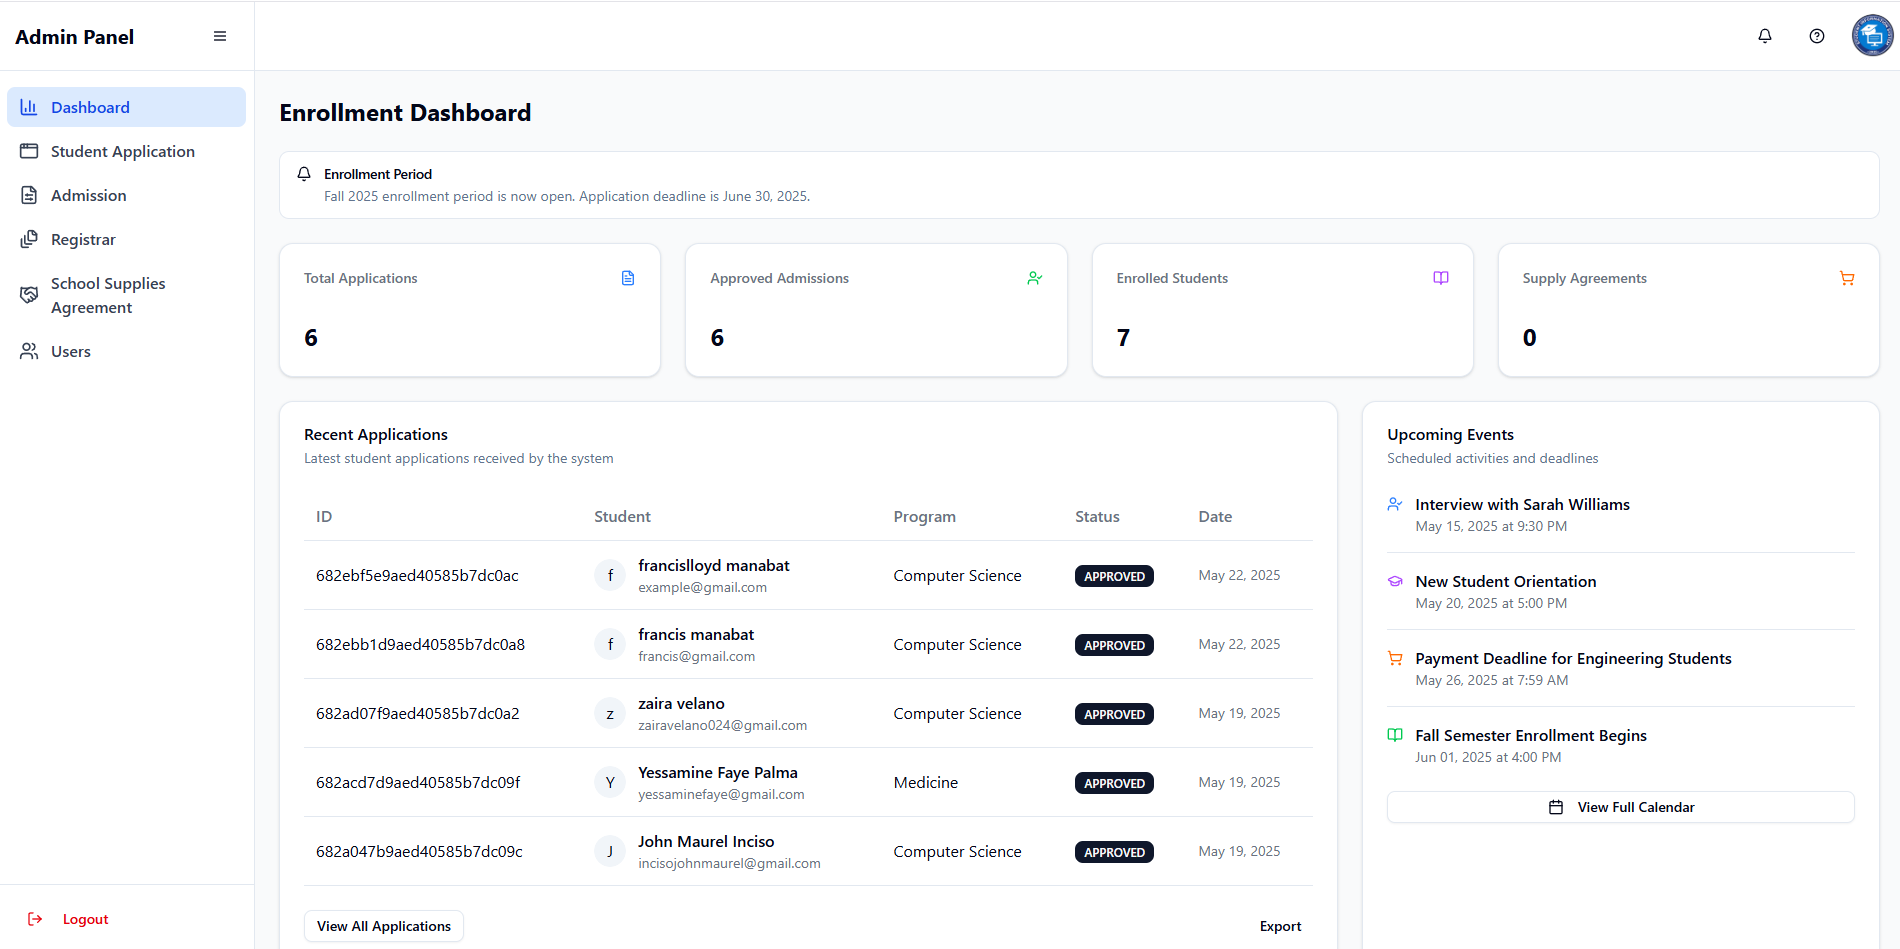 Admin Panel
Dashboard
Student Application
Admission
Registrar
School Supplies
Agreement
Users
Logout
Enrollment Dashboard
Enrollment Period
Fall 2025 enrollment period is now open. Application deadline is June 30, 2025.
Total Applications
6
Approved Admissions
6
Enrolled Students
7
Supply Agreements
0
Recent Applications
Latest student applications received by the system
ID Student Program Status Date
682ebf5e9aed40585b7dc0ac f francislloyd manabat Computer Science APPROVED May 22, 2025
example@gmail.com
682ebb1d9aed40585b7dc0a8 f francis manabat Computer Science APPROVED May 22, 2025
francis@gmail.com
682ad07f9aed40585b7dc0a2 z zaira velano Computer Science APPROVED May 19, 2025
zairavelano024@gmail.com
682acd7d9aed40585b7dc09f Y Yessamine Faye Palma Medicine APPROVED May 19, 2025
yessaminefaye@gmail.com
682a047b9aed40585b7dc09c J John Maurel Inciso Computer Science APPROVED May 19, 2025
incisojohnmaurel@gmail.com
View All Applications Export
Upcoming Events
Scheduled activities and deadlines
Interview with Sarah Williams
May 15, 2025 at 9:30 PM
New Student Orientation
May 20, 2025 at 5:00 PM
Payment Deadline for Engineering Students
May 26, 2025 at 7:59 AM
Fall Semester Enrollment Begins
Jun 01, 2025 at 4:00 PM
View Full Calendar